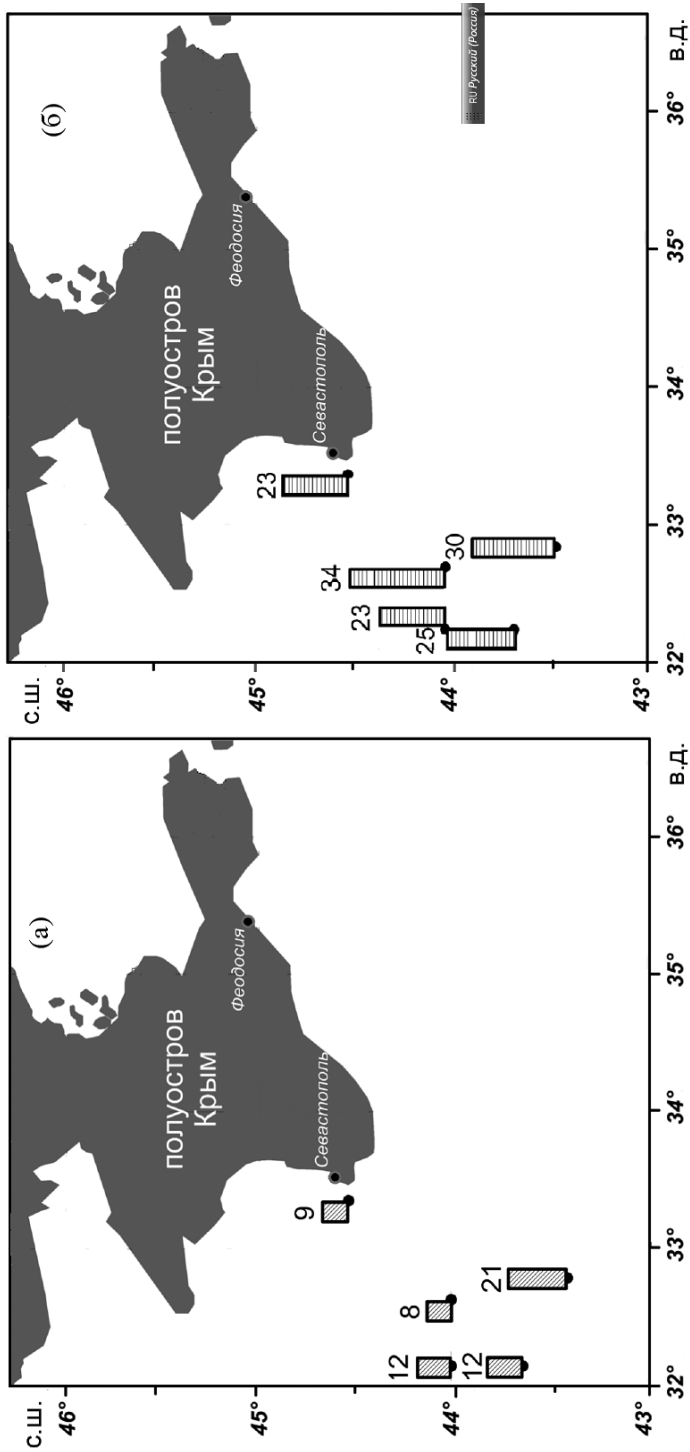 (а)
с.ш.
46°
45°
44°
43°
32°
33°
34°
35°
36°
в.д.
полуостров
Крым
Феодосия
Севастополь
9
8
12
12
21
(б)
с.ш.
46°
45°
44°
43°
32°
33°
34°
35°
36°
в.д.
полуостров
Крым
Феодосия
Севастополь
23
34
23
25
30
RU Русский (Россия)